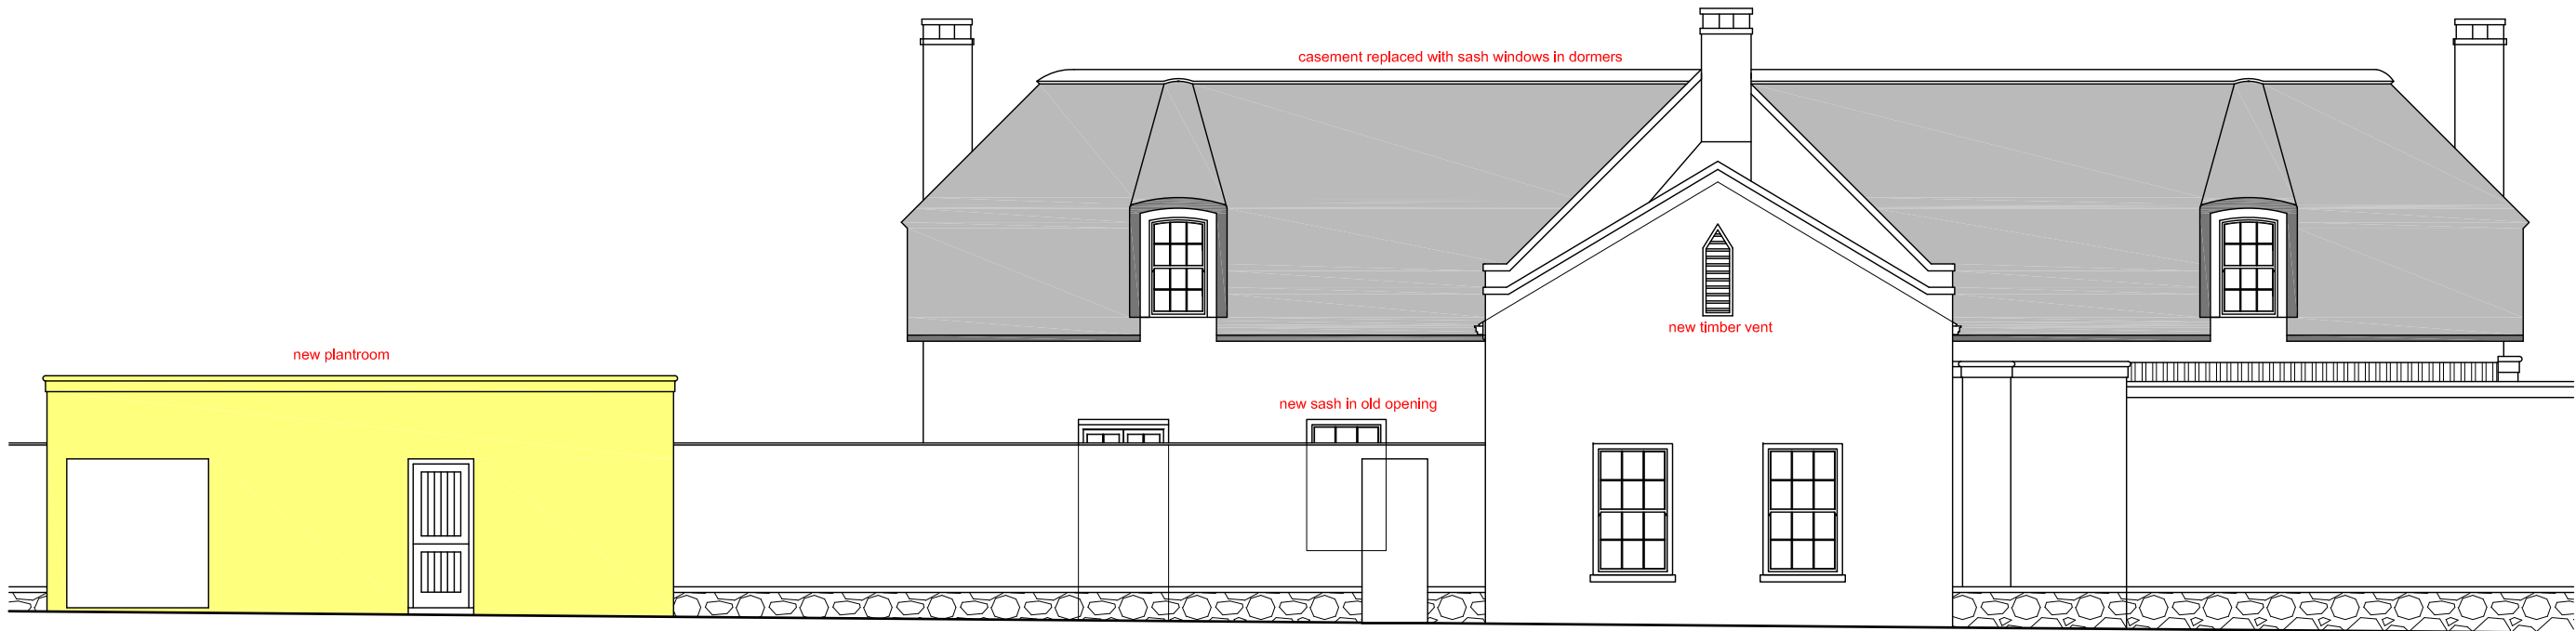 casement replaced with sash windows in dormers
new timber vent
new plantroom
new sash in old opening